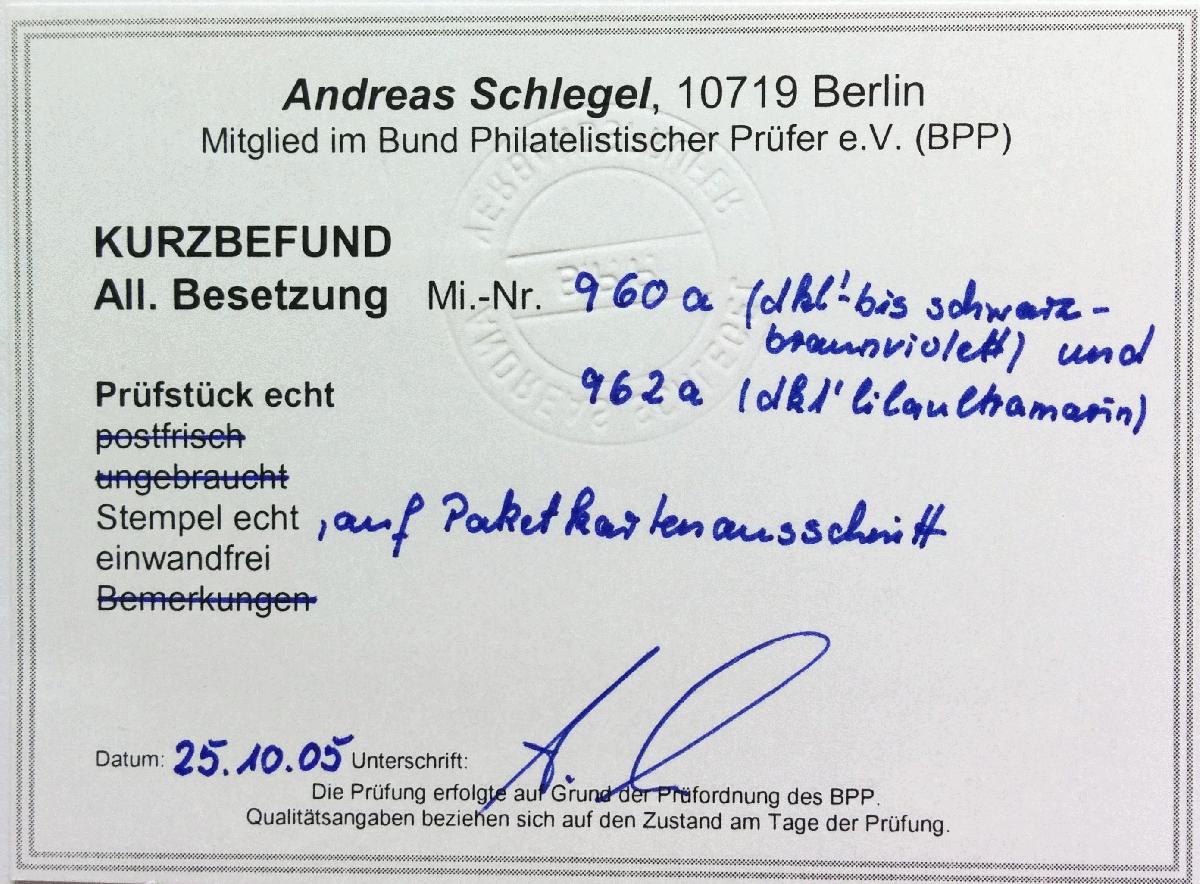 Andreas Schlegel, 10719 Berlin
Mitglied im Bund Philatelistischer Prüfer e.V. (BPP)
KURZBEFUND
All. Besetzung Mi.-Nr. 960 a (dkl'-bis schwarz-
braunviolett) und
Prüfstück echt 962a (dkl'lilaultramarin)
postfrisch
ungebraucht
Stempel echt , auf Paketkartenausschnitt
einwandfrei
Bemerkungen
Datum: 25.10.05 Unterschrift:
Die Prüfung erfolgte auf Grund der Prüfordnung des BPP.
Qualitätsangaben beziehen sich auf den Zustand am Tage der Prüfung.